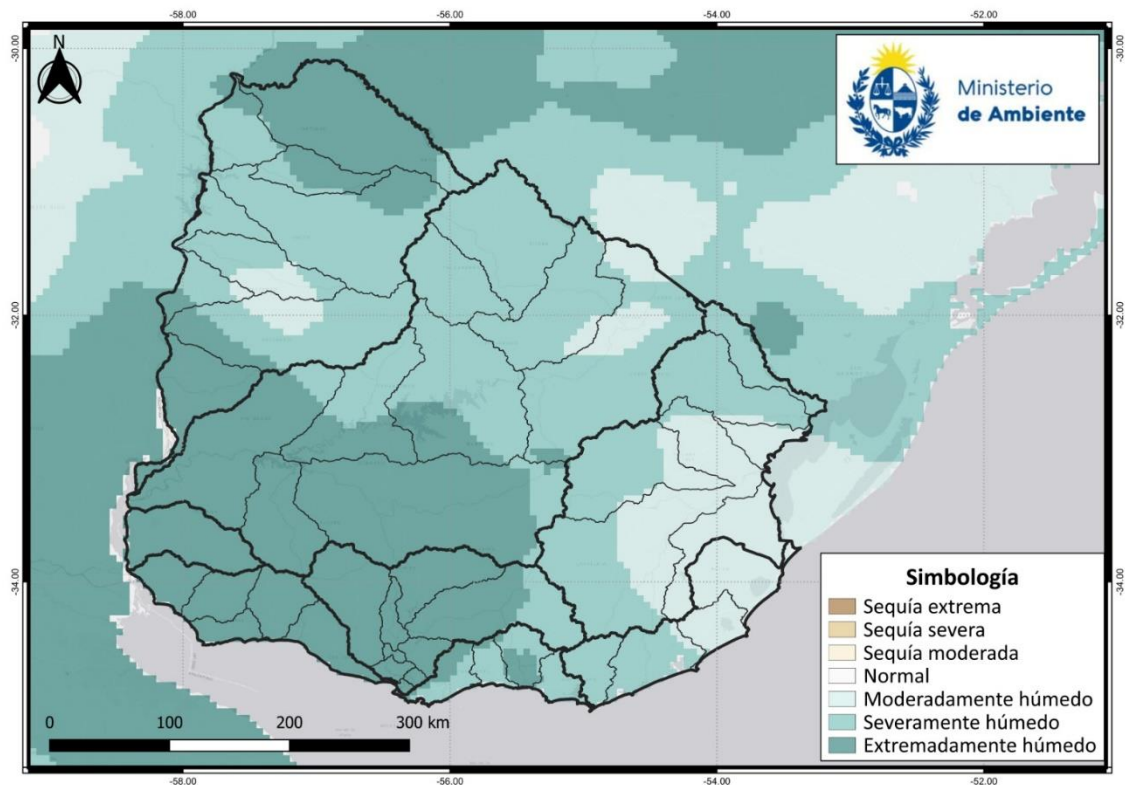 -58.00
-56.00
-54.00
-52.00
-30.00
-30.00
N
Ministerio
de Ambiente
-32.00
-32.00
-34.00
-34.00
Simbología
Sequía extrema
Sequía severa
Sequía moderada
Normal
Moderadamente húmedo
Severamente húmedo
Extremadamente húmedo
0 100 200 300 km
-58.00
-56.00
-54.00
-52.00